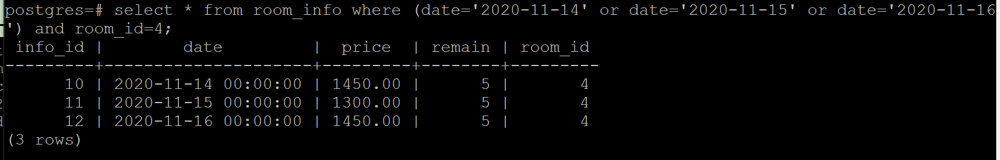 postgres=# select * from room_info where (date='2020-11-14' or date='2020-11-15' or date='2020-11-16
') and room_id=4;
 info_id |        date         |  price  | remain | room_id
---------+---------------------+---------+--------+---------
      10 | 2020-11-14 00:00:00 | 1450.00 |      5 |       4
      11 | 2020-11-15 00:00:00 | 1300.00 |      5 |       4
      12 | 2020-11-16 00:00:00 | 1450.00 |      5 |       4
(3 rows)